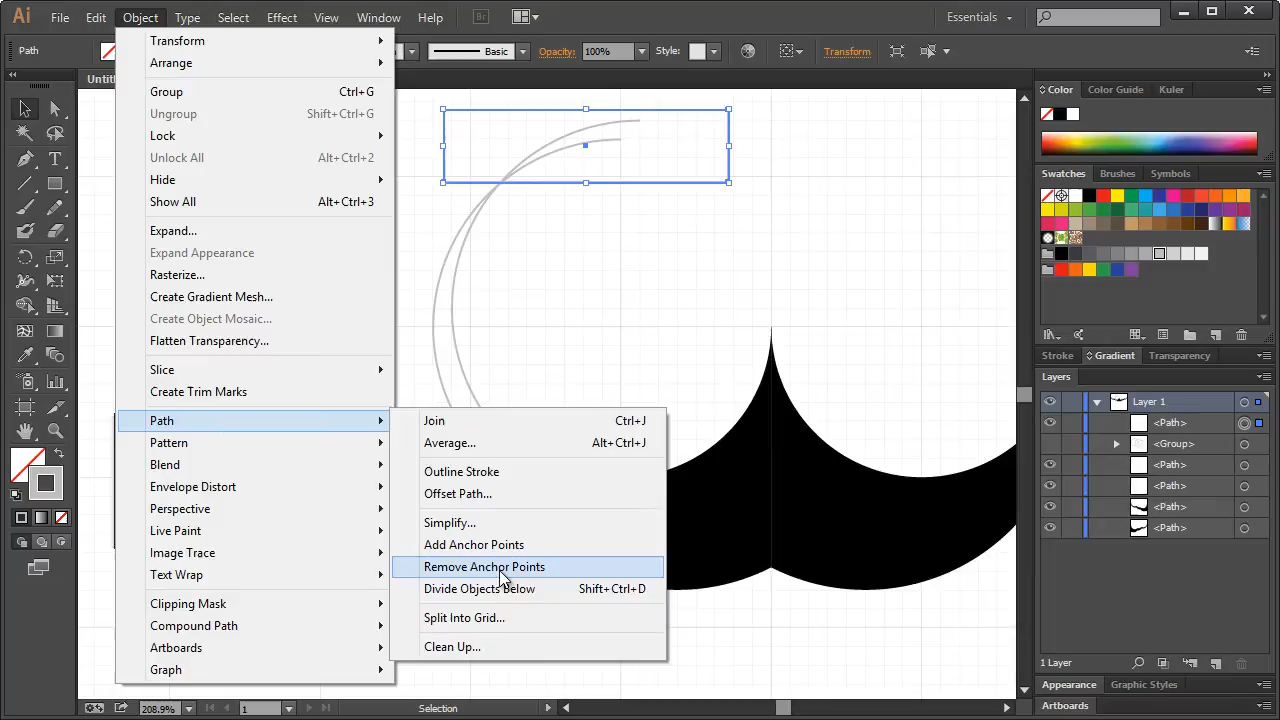 Ai File Edit Object Type Select Effect View Window Help Br Essentials
Path Basic Opacity: 100% Style: Transform
Transform
Arrange
Group Ctrl+G
Ungroup Shift+Ctrl+G
Lock
Unlock All Alt+Ctrl+2
Hide
Show All Alt+Ctrl+3
Expand...
Expand Appearance
Rasterize...
Create Gradient Mesh...
Create Object Mosaic...
Flatten Transparency...
Slice
Create Trim Marks
Path
Pattern
Blend
Envelope Distort
Perspective
Live Paint
Image Trace
Text Wrap
Clipping Mask
Compound Path
Artboards
Graph
Join Ctrl+J
Average... Alt+Ctrl+J
Outline Stroke
Offset Path...
Simplify...
Add Anchor Points
Remove Anchor Points
Divide Objects Below Shift+Ctrl+D
Split Into Grid...
Clean Up...
Color Color Guide Kuler
Swatches Brushes Symbols
Stroke Gradient Transparency
Layers
Layer 1
<Path>
<Group>
<Path>
<Path>
<Path>
<Path>
1 Layer
Appearance Graphic Styles
Artboards
208.9% 1 Selection